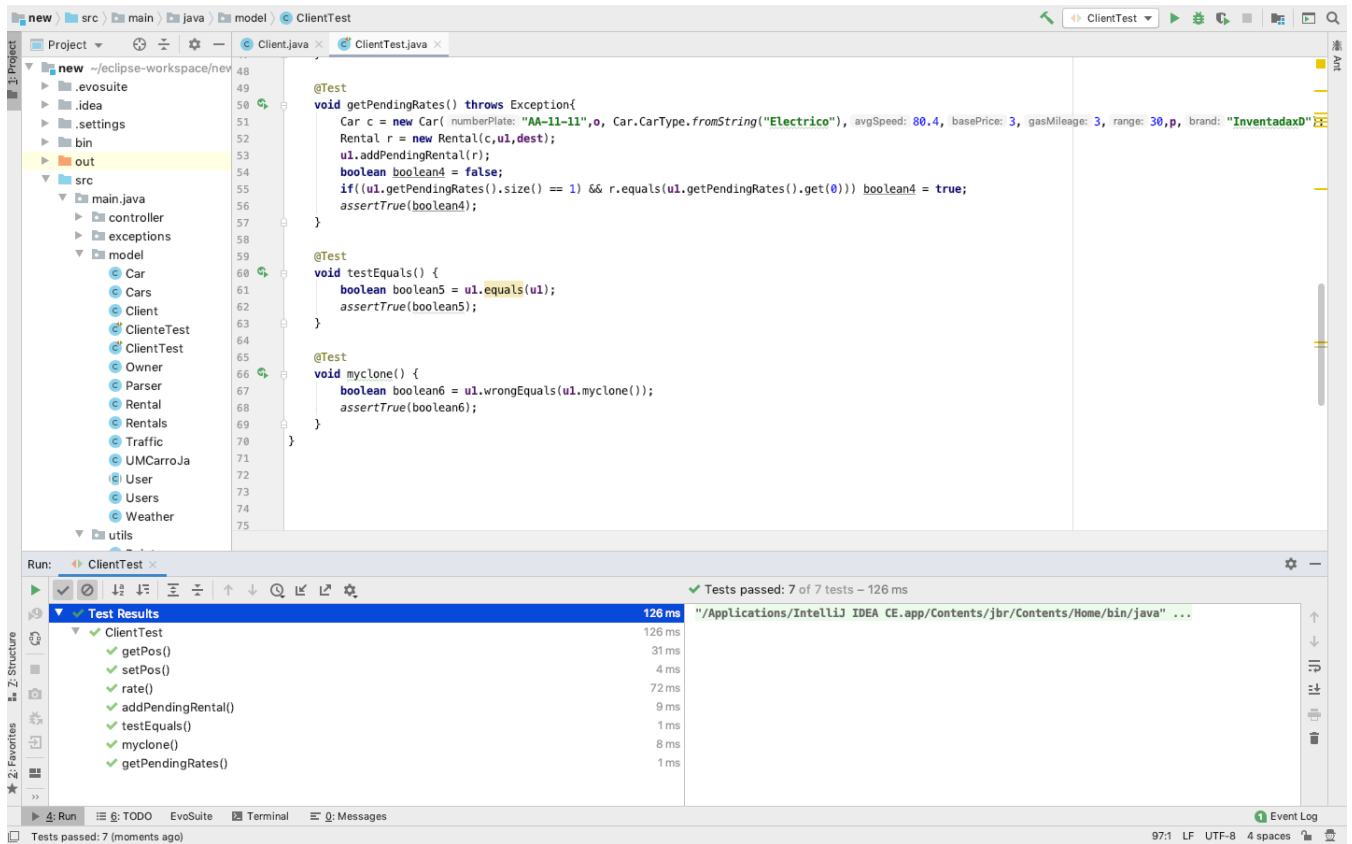 new src main java model ClientTest ClientTest
Project Client.java ClientTest.java
1: Project
Ant
new ~/eclipse-workspace/new
.evosuite
.idea
.settings
bin
out
src
main.java
controller
exceptions
model
Car
Cars
Client
ClienteTest
ClientTest
Owner
Parser
Rental
Rentals
Traffic
UMCarroJa
User
Users
Weather
utils
48
49 @Test
50 void getPendingRates() throws Exception{
51 Car c = new Car( numberPlate: "AA-11-11",o, Car.CarType.fromString("Electrico"), avgSpeed: 80.4, basePrice: 3, gasMileage: 3, range: 30,p, brand: "InventadaxD");
52 Rental r = new Rental(c,u1,dest);
53 u1.addPendingRental(r);
54 boolean boolean4 = false;
55 if((u1.getPendingRates().size() == 1) && r.equals(u1.getPendingRates().get(0))) boolean4 = true;
56 assertTrue(boolean4);
57 }
58
59 @Test
60 void testEquals() {
61 boolean boolean5 = u1.equals(u1);
62 assertTrue(boolean5);
63 }
64
65 @Test
66 void myclone() {
67 boolean boolean6 = u1.wrongEquals(u1.myclone());
68 assertTrue(boolean6);
69 }
70 }
71
72
73
74
75
Run: ClientTest
Tests passed: 7 of 7 tests – 126 ms
Test Results 126 ms
ClientTest 126 ms
getPos() 31 ms
setPos() 4 ms
rate() 72 ms
addPendingRental() 9 ms
testEquals() 1 ms
myclone() 8 ms
getPendingRates() 1 ms
"/Applications/IntelliJ IDEA CE.app/Contents/jbr/Contents/Home/bin/java" ...
Z: Structure
2: Favorites
4: Run 6: TODO EvoSuite Terminal 0: Messages 1 Event Log
Tests passed: 7 (moments ago) 97:1 LF UTF-8 4 spaces